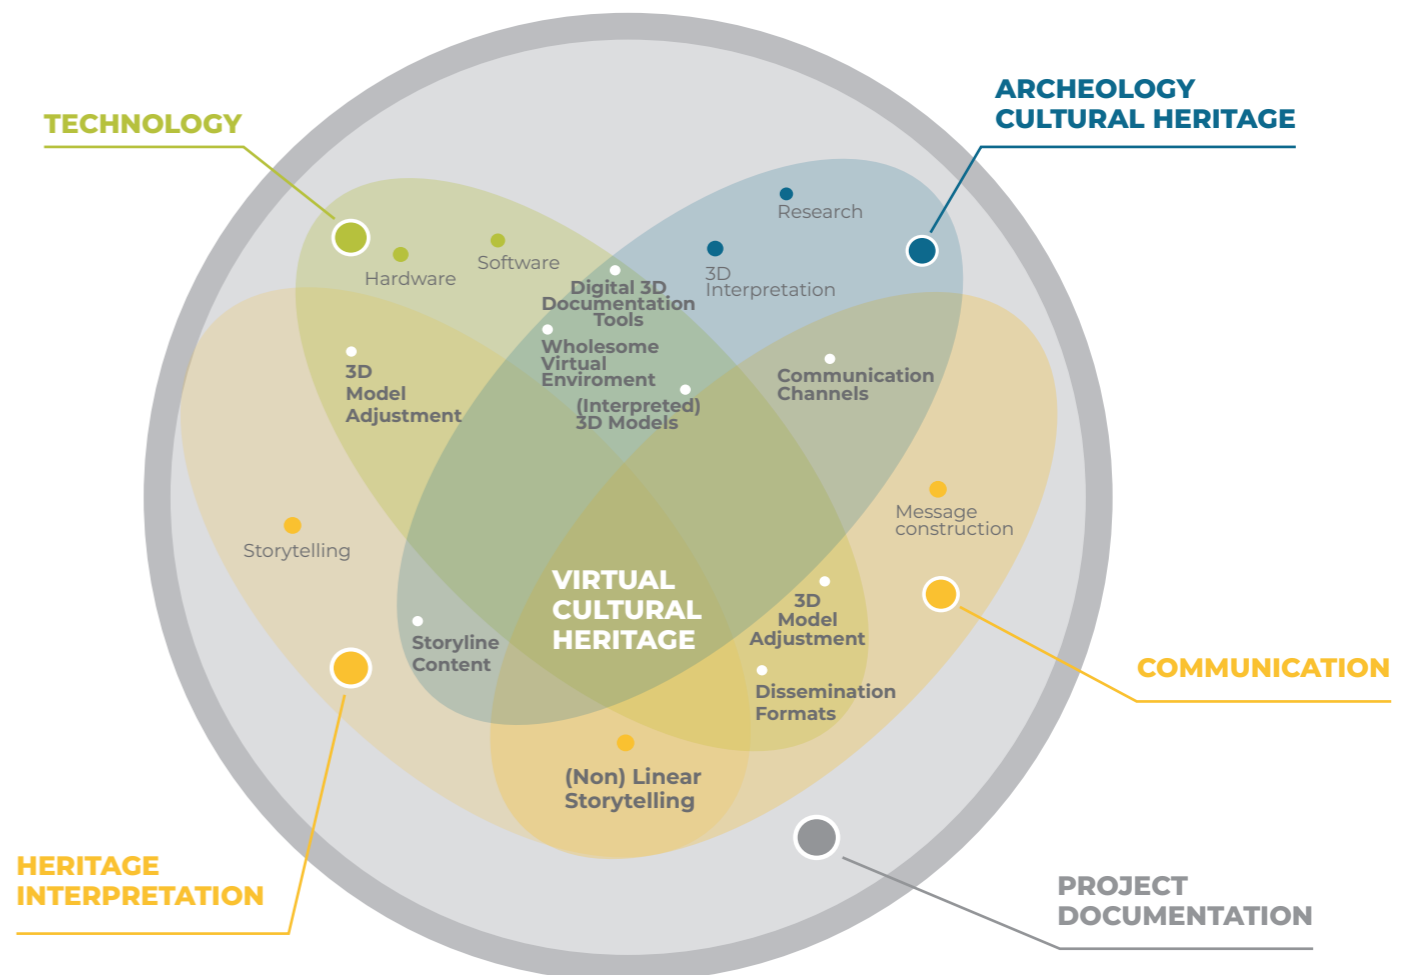 ARCHEOLOGY
CULTURAL HERITAGE
TECHNOLOGY
Research
Hardware
Software
3D
Interpretation
Digital 3D
Documentation
Tools
Wholesome
Virtual
Enviroment
(Interpreted)
3D Models
3D
Model
Adjustment
Communication
Channels
Message
construction
Storytelling
VIRTUAL
CULTURAL
HERITAGE
3D
Model
Adjustment
Storyline
Content
Dissemination
Formats
COMMUNICATION
(Non) Linear
Storytelling
HERITAGE
INTERPRETATION
PROJECT
DOCUMENTATION